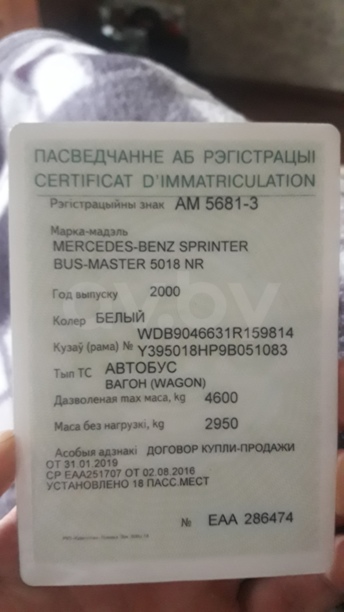 ПАСВЕДЧАННЕ АБ РЭГІСТРАЦЫІ
CERTIFICAT D'IMMATRICULATION
Рэгістрацыйны знак АМ 5681-3
Марка-мадэль
MERCEDES-BENZ SPRINTER
BUS-MASTER 5018 NR
Год выпуску 2000
Колер БЕЛЫЙ
WDB9046631R159814
Кузаў (рама) № Y395018HP9B051083
Тып ТС АВТОБУС
ВАГОН (WAGON)
Дазволеная max маса, kg 4600
Маса без нагрузкі, kg 2950
Асобыя адзнакі ДОГОВОР КУПЛИ-ПРОДАЖИ
ОТ 31.01.2019
СР ЕАА251707 ОТ 02.08.2016
УСТАНОВЛЕНО 18 ПАСС.МЕСТ
№ ЕАА 286474